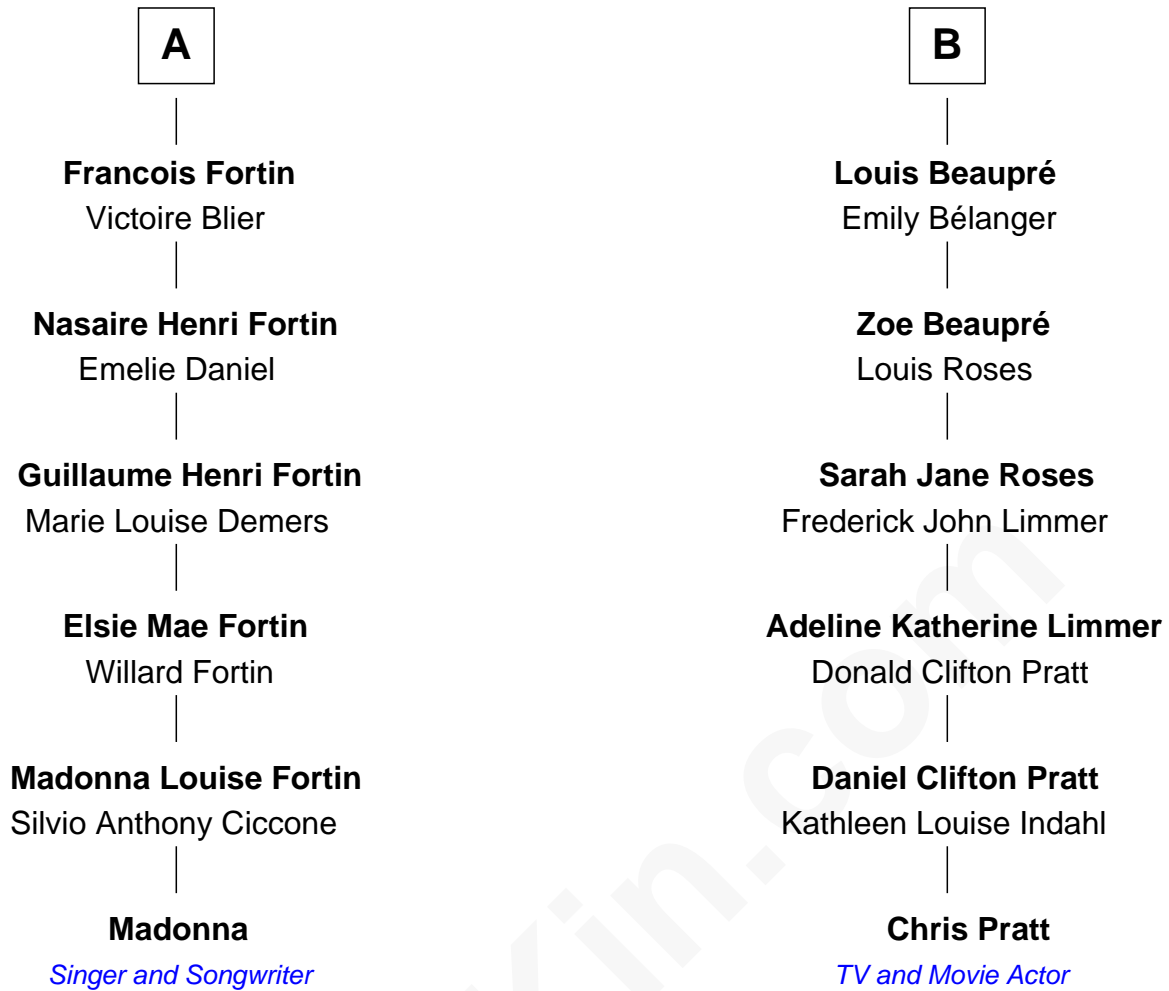 A
B
Francois Fortin
Victoire Blier
Louis Beaupré
Emily Bélanger
Nasaire Henri Fortin
Emelie Daniel
Zoe Beaupré
Louis Roses
Guillaume Henri Fortin
Marie Louise Demers
Sarah Jane Roses
Frederick John Limmer
Elsie Mae Fortin
Willard Fortin
Adeline Katherine Limmer
Donald Clifton Pratt
Madonna Louise Fortin
Silvio Anthony Ciccone
Daniel Clifton Pratt
Kathleen Louise Indahl
Madonna
Singer and Songwriter
Chris Pratt
TV and Movie Actor